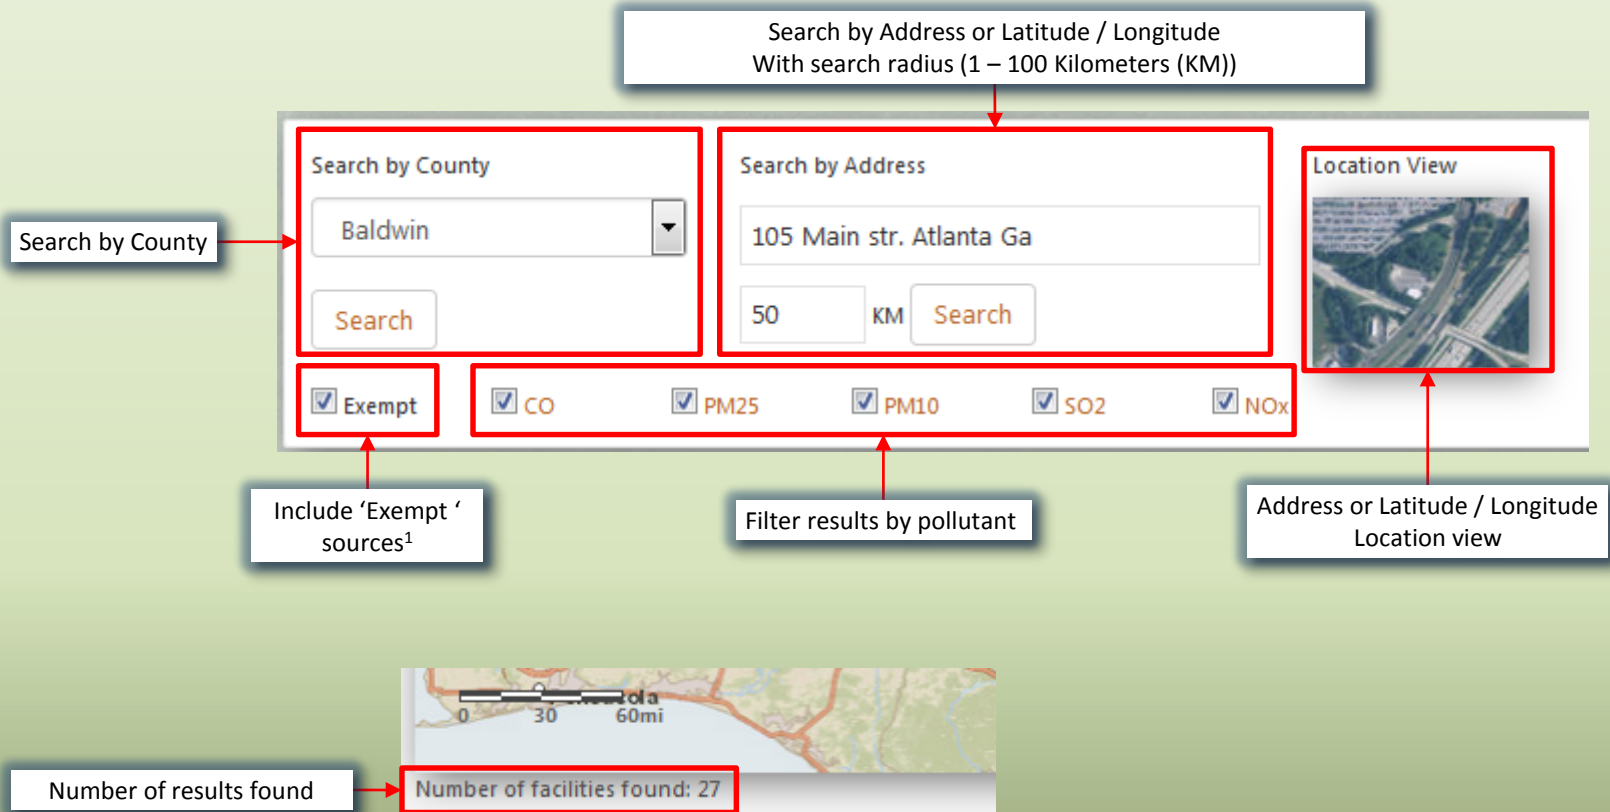 Search by Address or Latitude / Longitude
With search radius (1 – 100 Kilometers (KM))
Search by County
Search by Address
Location View
Search by County
Baldwin
105 Main str. Atlanta Ga
Search
50 KM Search
Exempt CO PM25 PM10 SO2 NOx
Include ‘Exempt ‘
sources¹
Filter results by pollutant
Address or Latitude / Longitude
Location view
0 30 60mi
Number of results found
Number of facilities found: 27